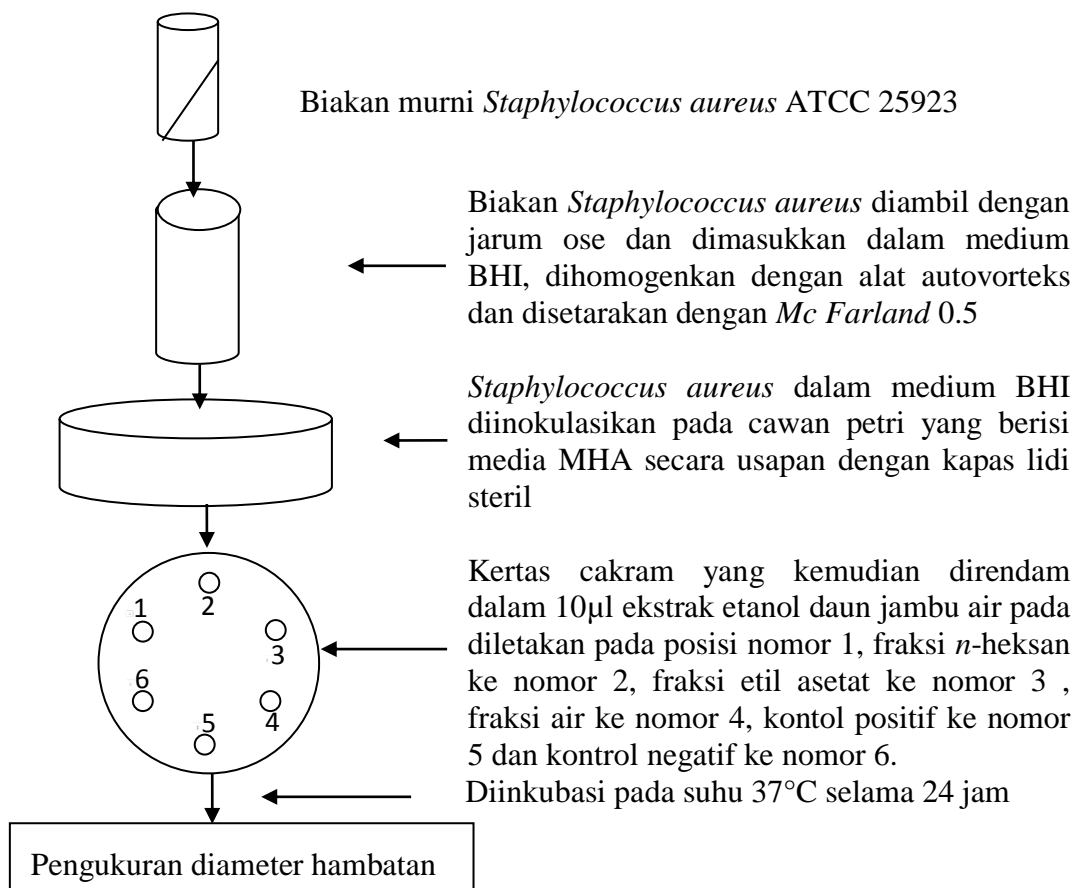 Biakan murni Staphylococcus aureus ATCC 25923
Biakan Staphylococcus aureus diambil dengan
jarum ose dan dimasukkan dalam medium
BHI, dihomogenkan dengan alat autovorteks
dan disetarakan dengan Mc Farland 0.5
Staphylococcus aureus dalam medium BHI
diinokulasikan pada cawan petri yang berisi
media MHA secara usapan dengan kapas lidi
steril
Kertas cakram yang kemudian direndam
dalam 10µl ekstrak etanol daun jambu air pada
diletakan pada posisi nomor 1, fraksi n-heksan
ke nomor 2, fraksi etil asetat ke nomor 3 ,
fraksi air ke nomor 4, kontol positif ke nomor
5 dan kontrol negatif ke nomor 6.
1
2
3
6
5
4
Diinkubasi pada suhu 37°C selama 24 jam
Pengukuran diameter hambatan